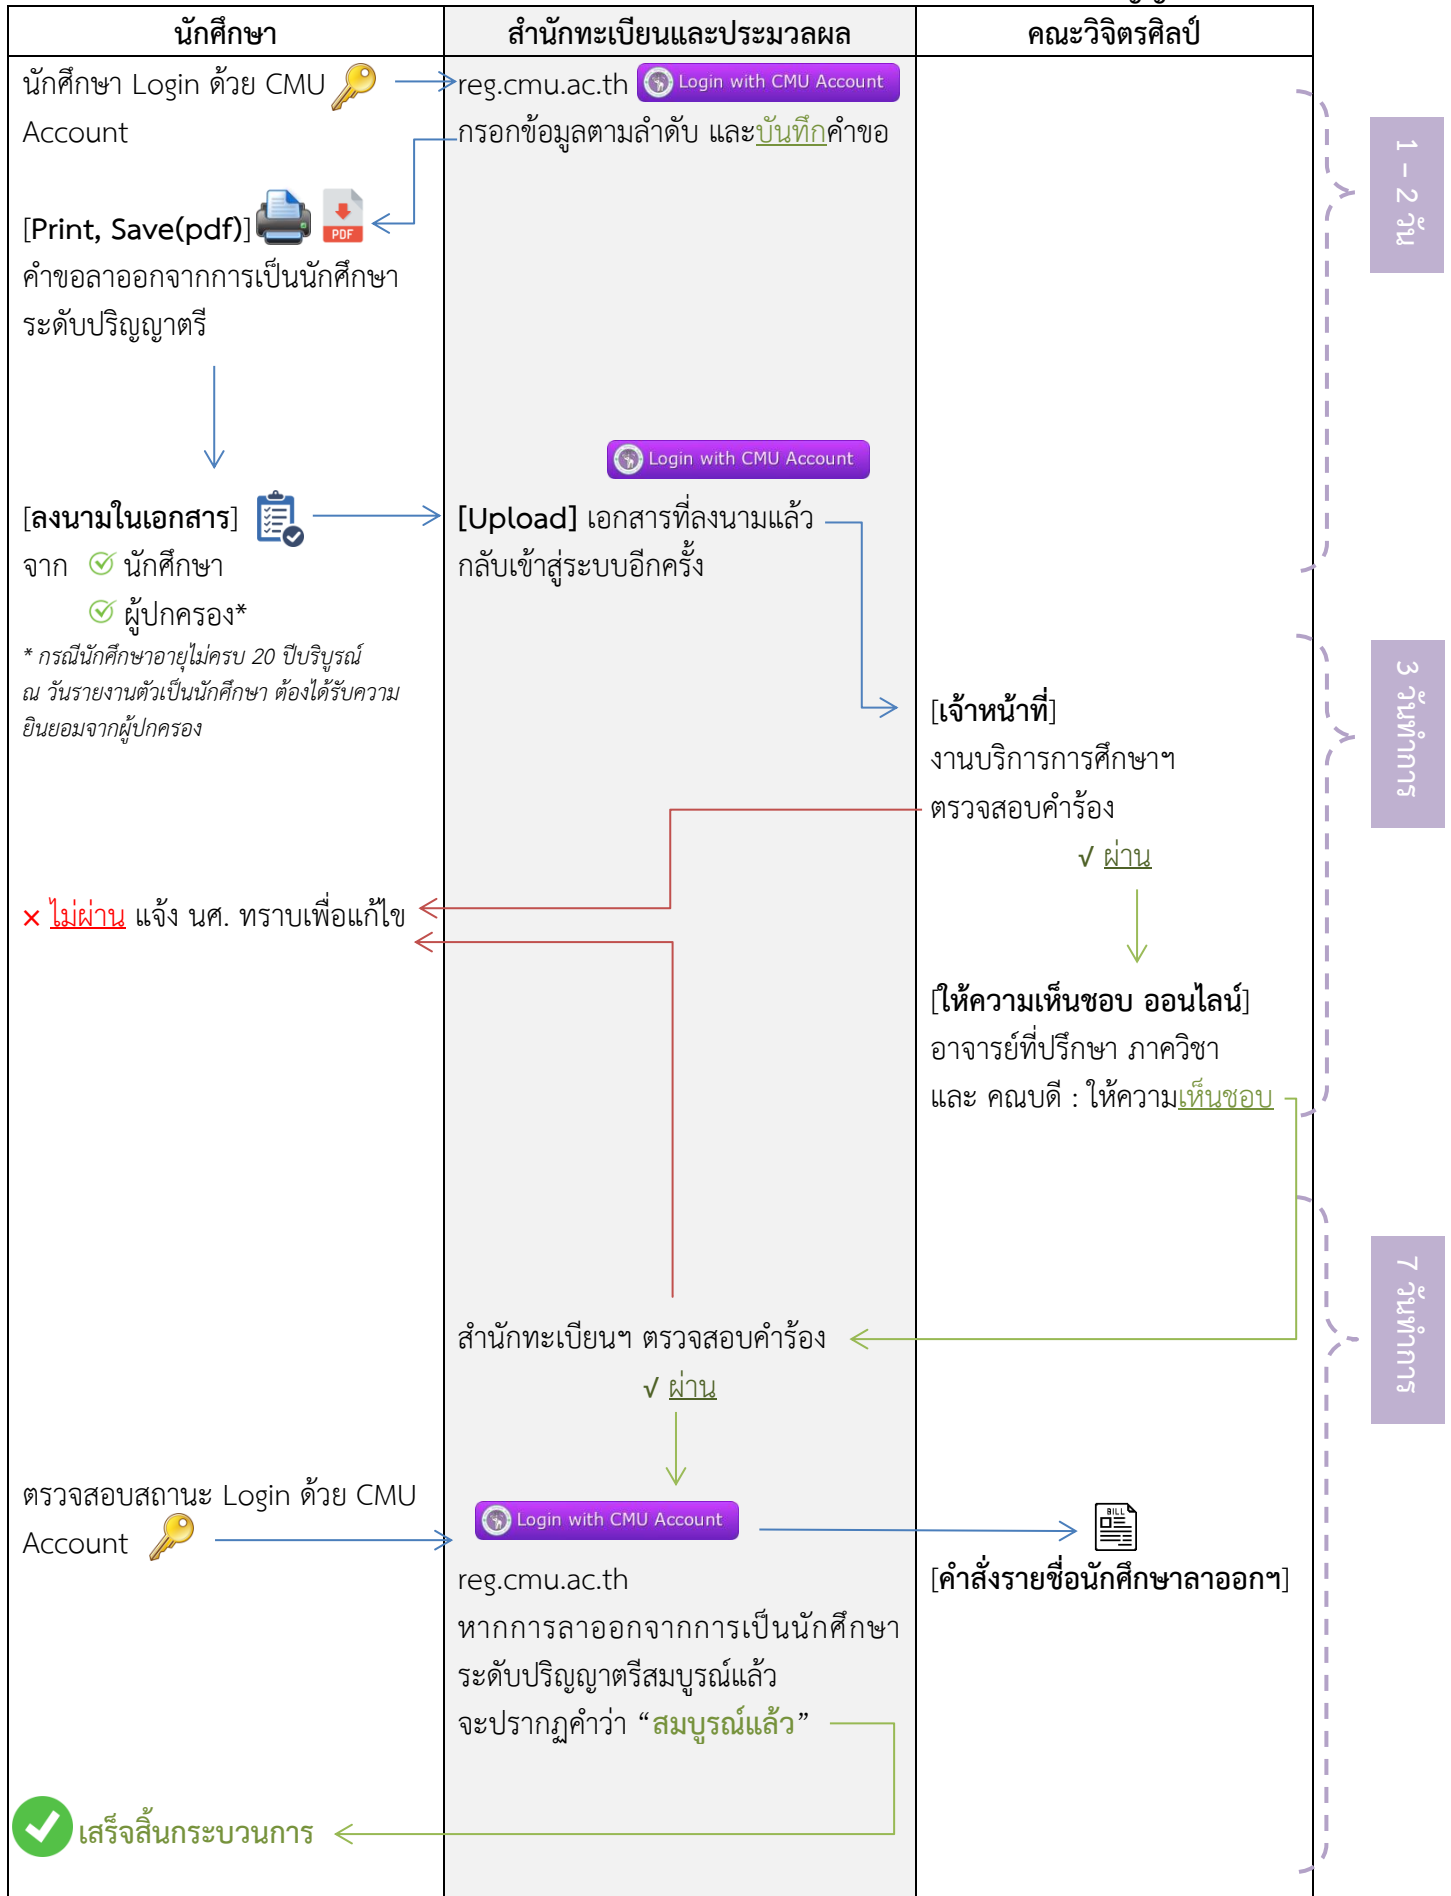 นักศึกษา
สำนักทะเบียนและประมวลผล
คณะวิจิตรศิลป์
นักศึกษา Login ด้วย CMU
Account
reg.cmu.ac.th Login with CMU Account
กรอกข้อมูลตามลำดับ และบันทึกคำขอ
[Print, Save(pdf)] PDF
คำขอลาออกจากการเป็นนักศึกษา
ระดับปริญญาตรี
1 – 2 วัน
Login with CMU Account
[ลงนามในเอกสาร]
จาก นักศึกษา
ผู้ปกครอง*
* กรณีนักศึกษาอายุไม่ครบ 20 ปีบริบูรณ์
ณ วันรายงานตัวเป็นนักศึกษา ต้องได้รับความ
ยินยอมจากผู้ปกครอง
[Upload] เอกสารที่ลงนามแล้ว
กลับเข้าสู่ระบบอีกครั้ง
[เจ้าหน้าที่]
งานบริการการศึกษาฯ
ตรวจสอบคำร้อง
√ ผ่าน
3 วันทำการ
× ไม่ผ่าน แจ้ง นศ. ทราบเพื่อแก้ไข
[ให้ความเห็นชอบ ออนไลน์]
อาจารย์ที่ปรึกษา ภาควิชา
และ คณบดี : ให้ความเห็นชอบ
สำนักทะเบียนฯ ตรวจสอบคำร้อง
√ ผ่าน
7 วันทำการ
ตรวจสอบสถานะ Login ด้วย CMU
Account
Login with CMU Account
reg.cmu.ac.th
หากการลาออกจากการเป็นนักศึกษา
ระดับปริญญาตรีสมบูรณ์แล้ว
จะปรากฏคำว่า “สมบูรณ์แล้ว”
BILL
[คำสั่งรายชื่อนักศึกษาลาออกฯ]
เสร็จสิ้นกระบวนการ